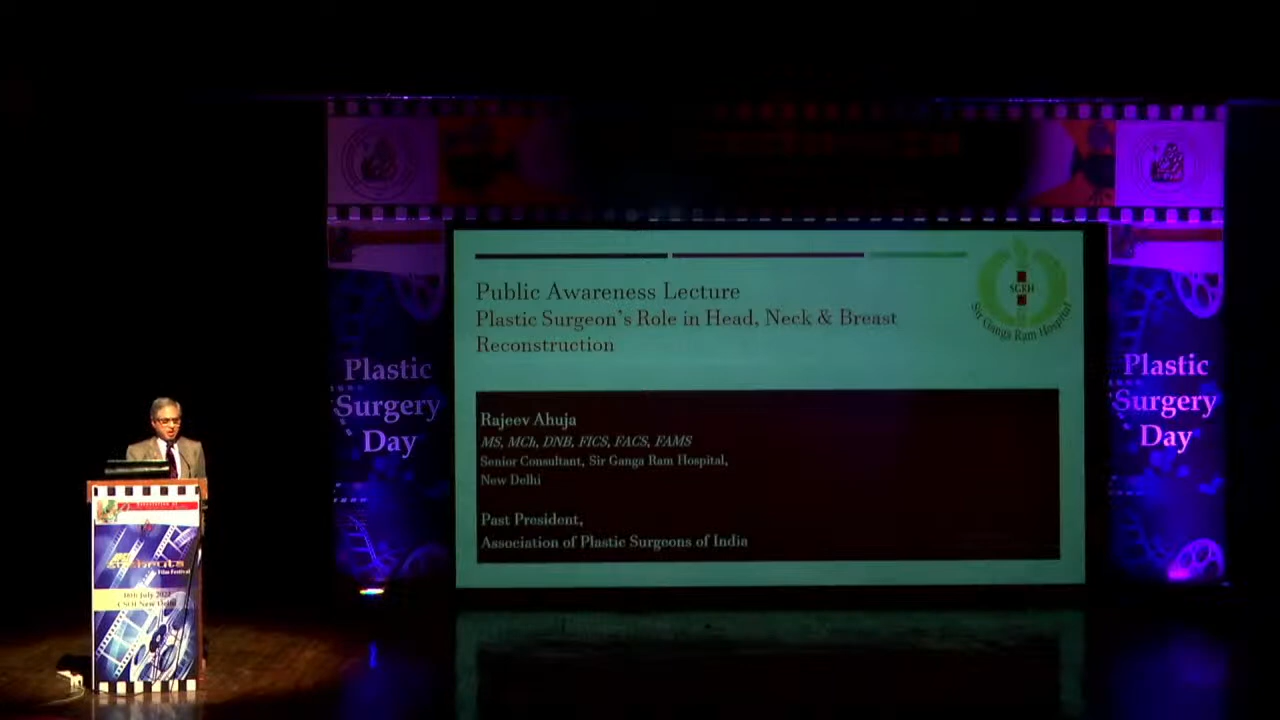 Public Awareness Lecture
Plastic Surgeon's Role in Head, Neck & Breast
Reconstruction
SGRH
Sir Ganga Ram Hospital
Rajeev Ahuja
MS, MCh, DNB, FICS, FACS, FAMS
Senior Consultant, Sir Ganga Ram Hospital,
New Delhi
Past President,
Association of Plastic Surgeons of India
Plastic
Surgery
Day
Plastic
Surgery
Day
Film Festival